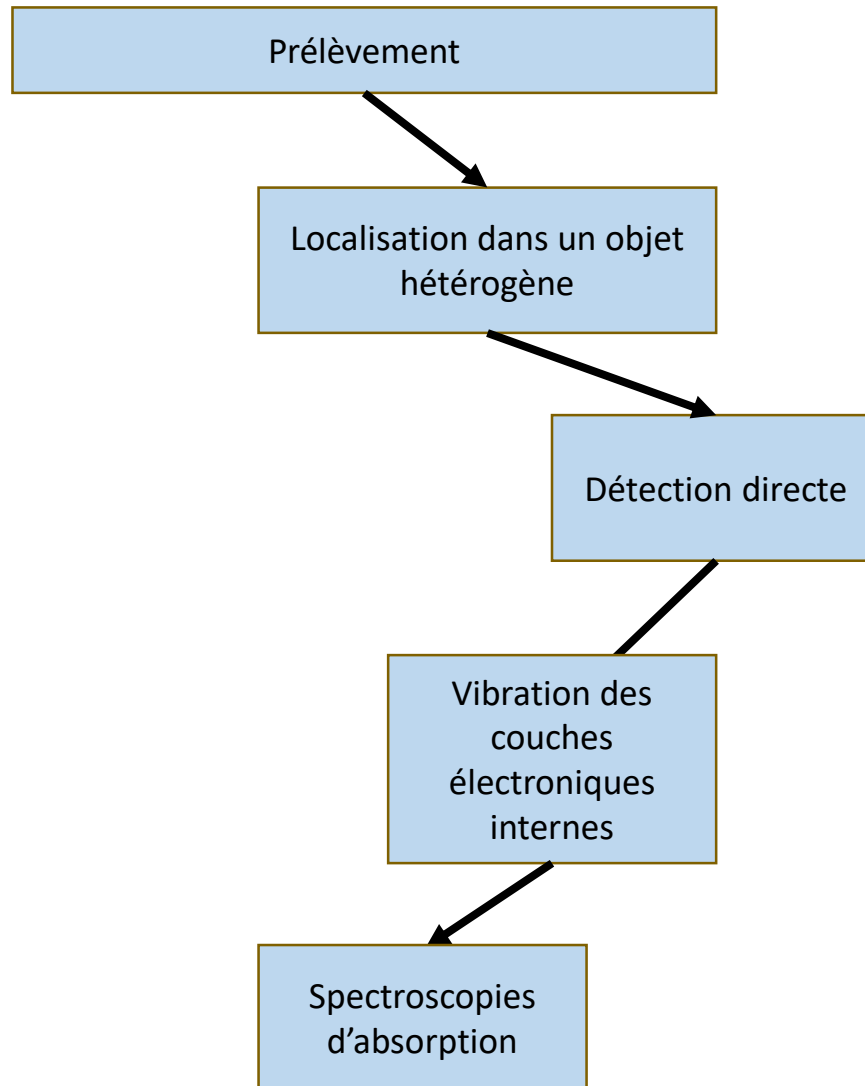 Prélèvement
Localisation dans un objet
hétérogène
Détection directe
Vibration des
couches
électroniques
internes
Spectroscopies
d’absorption